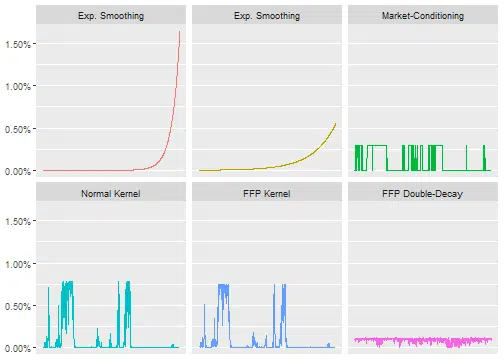 Exp. Smoothing
Exp. Smoothing
Market-Conditioning
1.50%
1.00%
0.50%
0.00%
Normal Kernel
FFP Kernel
FFP Double-Decay
1.50%
1.00%
0.50%
0.00%